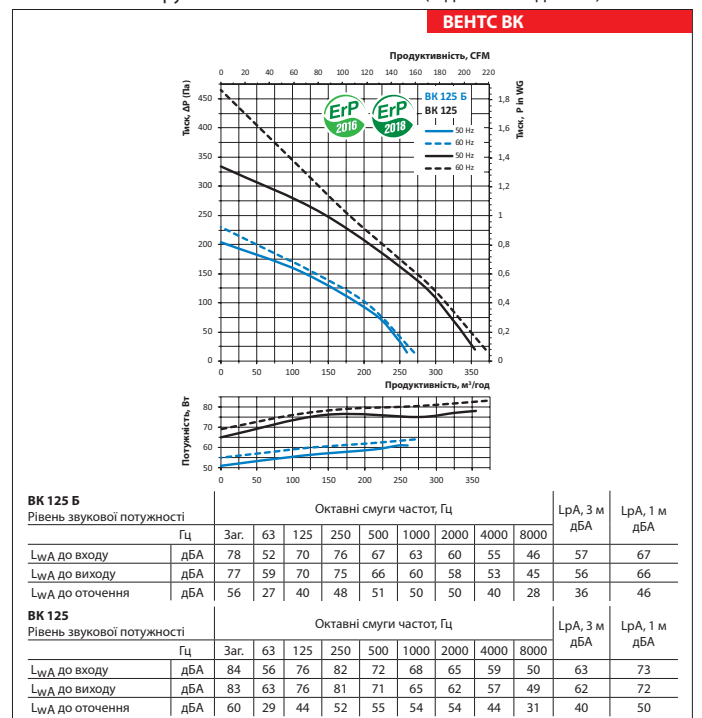 ВЕНТС ВК
Продуктивність, CFM
0 20 40 60 80 100 120 140 160 180 200 220
Тиск, ΔP (Па)
450
400
350
300
250
200
150
100
50
0
ErP 2016
ErP 2018
ВК 125 Б
ВК 125
50 Hz
60 Hz
50 Hz
60 Hz
Тиск, P in WG
1,8
1,6
1,4
1,2
1
0,8
0,6
0,4
0,2
0
0 50 100 150 200 250 300 350
Продуктивність, м³/год
Потужність, Вт
80
70
60
50
0 50 100 150 200 250 300 350
ВК 125 Б
Рівень звукової потужності
Октавні смуги частот, Гц
LpA, 3 м дБА
LpA, 1 м дБА
Гц Заг. 63 125 250 500 1000 2000 4000 8000
LwA до входу дБА 78 52 70 76 67 63 60 55 46 57 67
LwA до виходу дБА 77 59 70 75 66 60 58 53 45 56 66
LwA до оточення дБА 56 27 40 48 51 50 50 40 28 36 46
ВК 125
Рівень звукової потужності
Октавні смуги частот, Гц
LpA, 3 м дБА
LpA, 1 м дБА
Гц Заг. 63 125 250 500 1000 2000 4000 8000
LwA до входу дБА 84 56 76 82 72 68 65 59 50 63 73
LwA до виходу дБА 83 63 76 81 71 65 62 57 49 62 72
LwA до оточення дБА 60 29 44 52 55 54 54 44 31 40 50